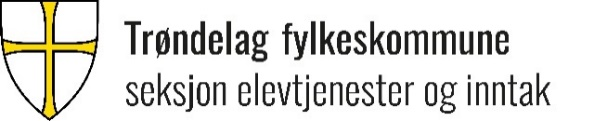 Trøndelag fylkeskommune
seksjon elevtjenester og inntak